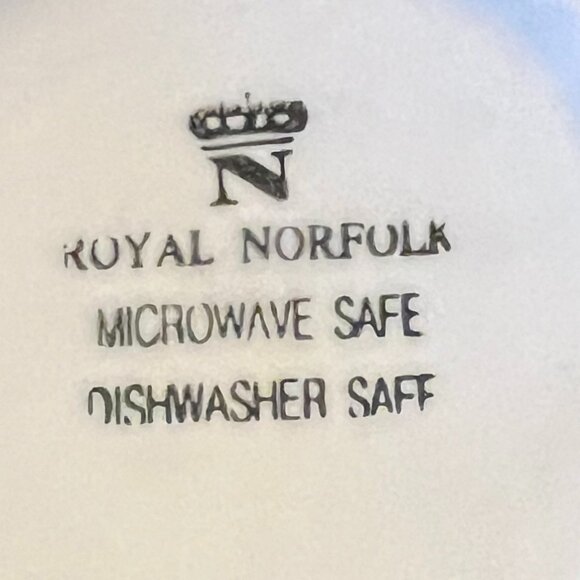 N
ROYAL NORFOLK
MICROWAVE SAFE
DISHWASHER SAFE